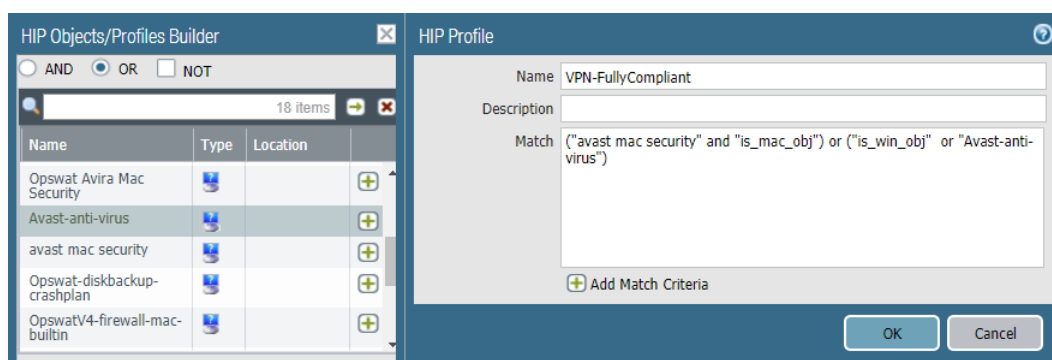 HIP Objects/Profiles Builder
AND OR NOT
18 items
Name Type Location
Opswat Avira Mac
Security
Avast-anti-virus
avast mac security
Opswat-diskbackup-
crashplan
OpswatV4-firewall-mac-
builtin
HIP Profile
Name VPN-FullyCompliant
Description
Match ("avast mac security" and "is_mac_obj") or ("is_win_obj" or "Avast-anti-
virus")
Add Match Criteria
OK Cancel